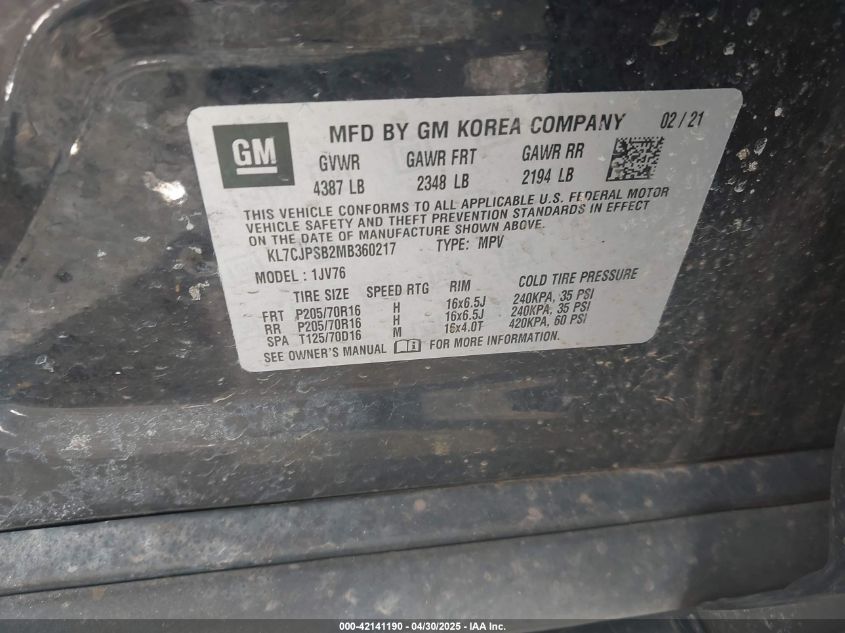 GM
MFD BY GM KOREA COMPANY 02 / 21
GVWR GAWR FRT GAWR RR
4387 LB 2348 LB 2194 LB
THIS VEHICLE CONFORMS TO ALL APPLICABLE U.S. FEDERAL MOTOR
VEHICLE SAFETY AND THEFT PREVENTION STANDARDS IN EFFECT
ON THE DATE OF MANUFACTURE SHOWN ABOVE.
KL7CJPSB2MB360217 TYPE: MPV
MODEL : 1JV76
TIRE SIZE SPEED RTG RIM COLD TIRE PRESSURE
FRT P205/70R16 H 16x6.5J 240KPA, 35 PSI
RR P205/70R16 H 16x6.5J 240KPA, 35 PSI
SPA T125/70D16 M 16x4.0T 420KPA, 60 PSI
SEE OWNER'S MANUAL FOR MORE INFORMATION.
000-42141190 - 04/30/2025 - IAA Inc.